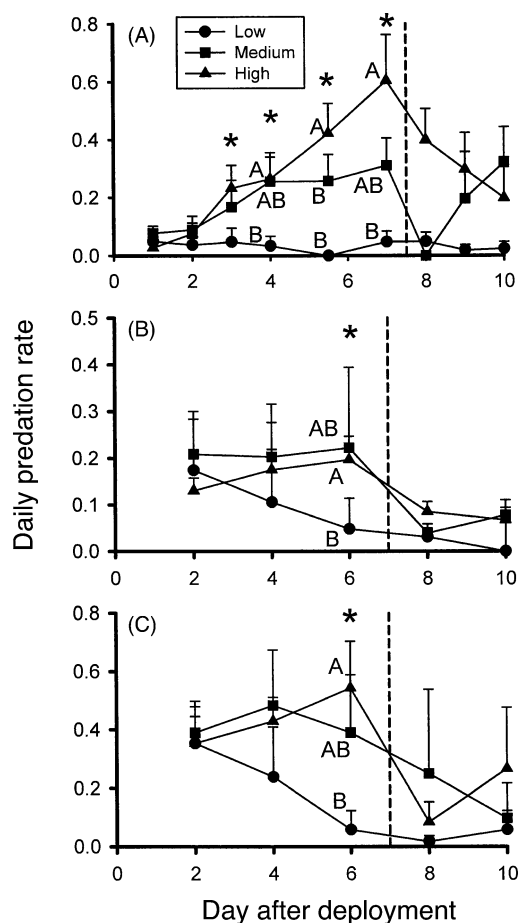 Daily predation rate
(A)
Low
Medium
High
0.8
0.6
0.4
0.2
0.0
*
*
*
*
A
A
A
AB
B
AB
B
B
B
0
2
4
6
8
10
(B)
0.5
0.4
0.3
0.2
0.1
0.0
*
AB
A
B
0
2
4
6
8
10
(C)
0.8
0.6
0.4
0.2
0.0
*
A
AB
B
0
2
4
6
8
10
Day after deployment